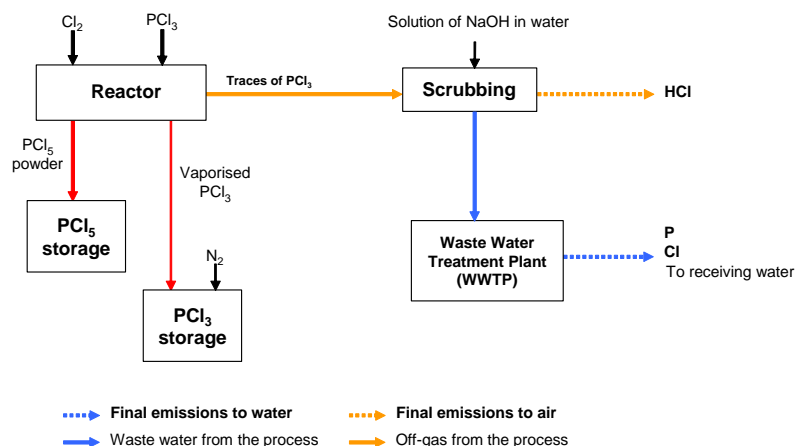 Cl₂
PCl₃
Solution of NaOH in water
Reactor
Traces of PCl₃
Scrubbing
HCl
PCl₅
powder
Vaporised
PCl₃
PCl₅
storage
N₂
PCl₃
storage
Waste Water
Treatment Plant
(WWTP)
P
Cl
To receiving water
Final emissions to water
Final emissions to air
Waste water from the process
Off-gas from the process